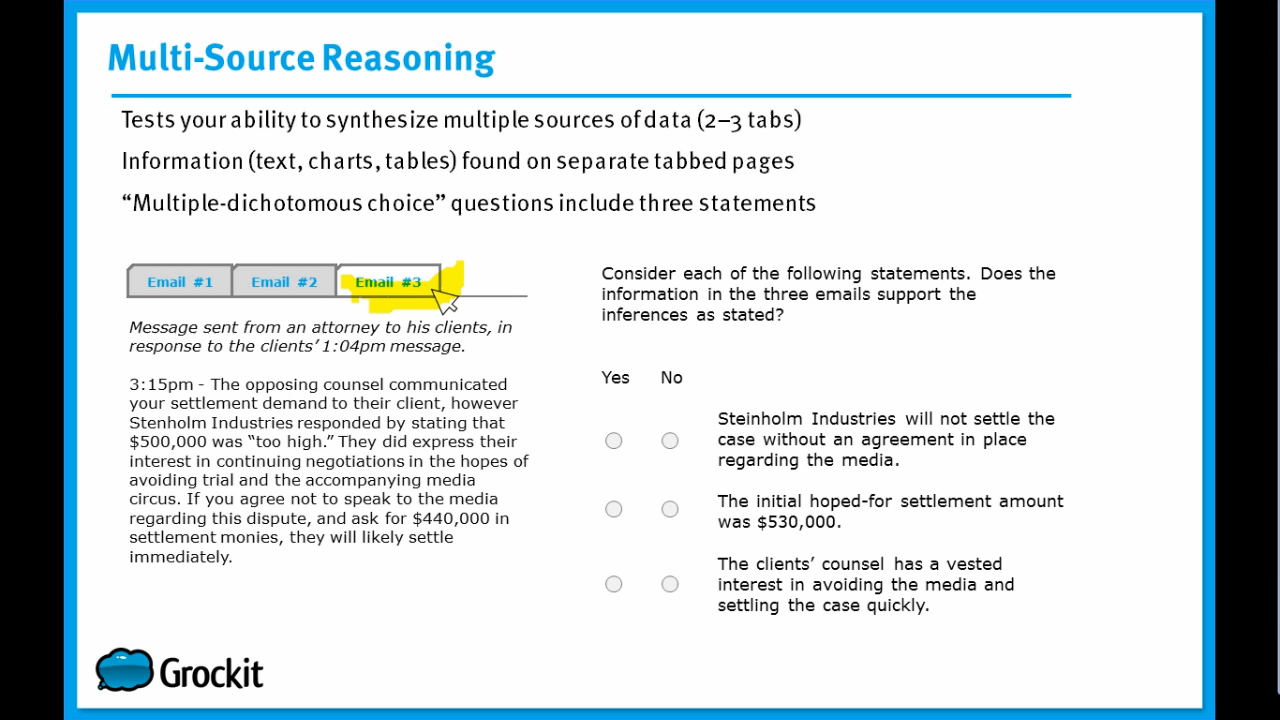 Multi-Source Reasoning
Tests your ability to synthesize multiple sources of data (2–3 tabs)
Information (text, charts, tables) found on separate tabbed pages
“Multiple-dichotomous choice” questions include three statements
Email #1 Email #2 Email #3
Message sent from an attorney to his clients, in
response to the clients’ 1:04pm message.
3:15pm - The opposing counsel communicated
your settlement demand to their client, however
Stenholm Industries responded by stating that
$500,000 was “too high.” They did express their
interest in continuing negotiations in the hopes of
avoiding trial and the accompanying media
circus. If you agree not to speak to the media
regarding this dispute, and ask for $440,000 in
settlement monies, they will likely settle
immediately.
Consider each of the following statements. Does the
information in the three emails support the
inferences as stated?
Yes No
Steinholm Industries will not settle the
case without an agreement in place
regarding the media.
The initial hoped-for settlement amount
was $530,000.
The clients’ counsel has a vested
interest in avoiding the media and
settling the case quickly.
Grockit